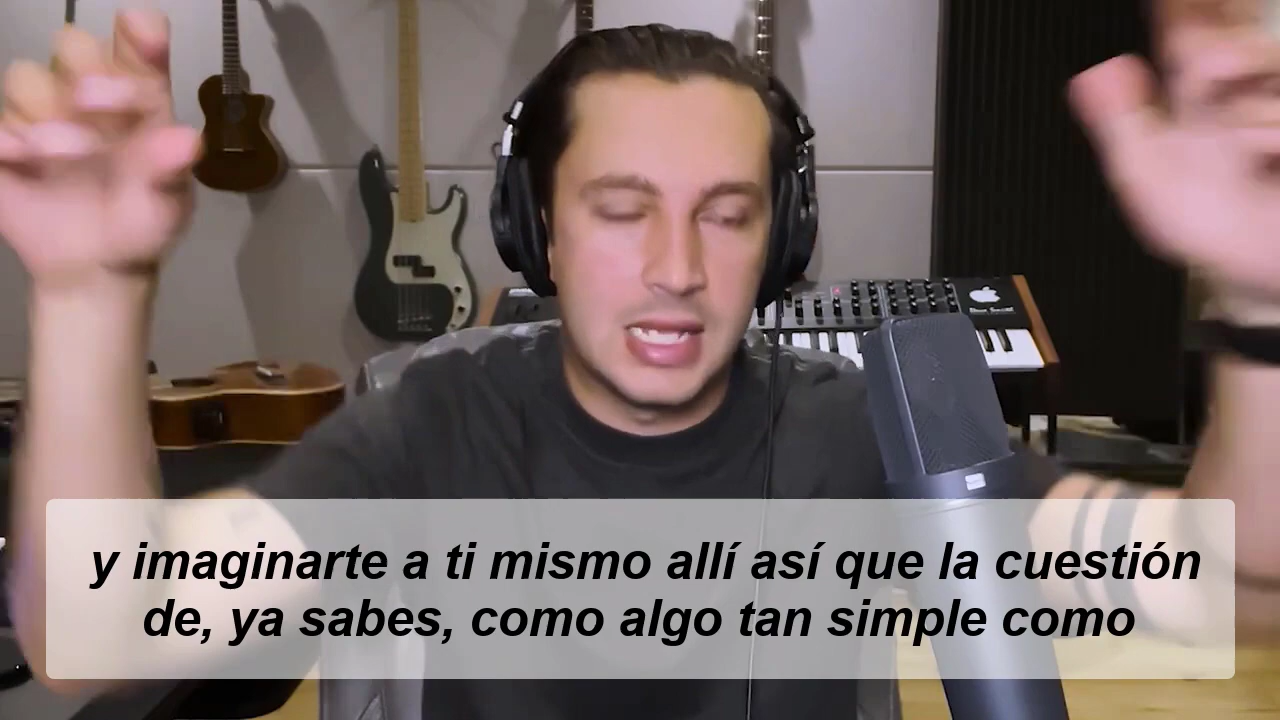 y imaginarte a ti mismo allí así que la cuestión
de, ya sabes, como algo tan simple como